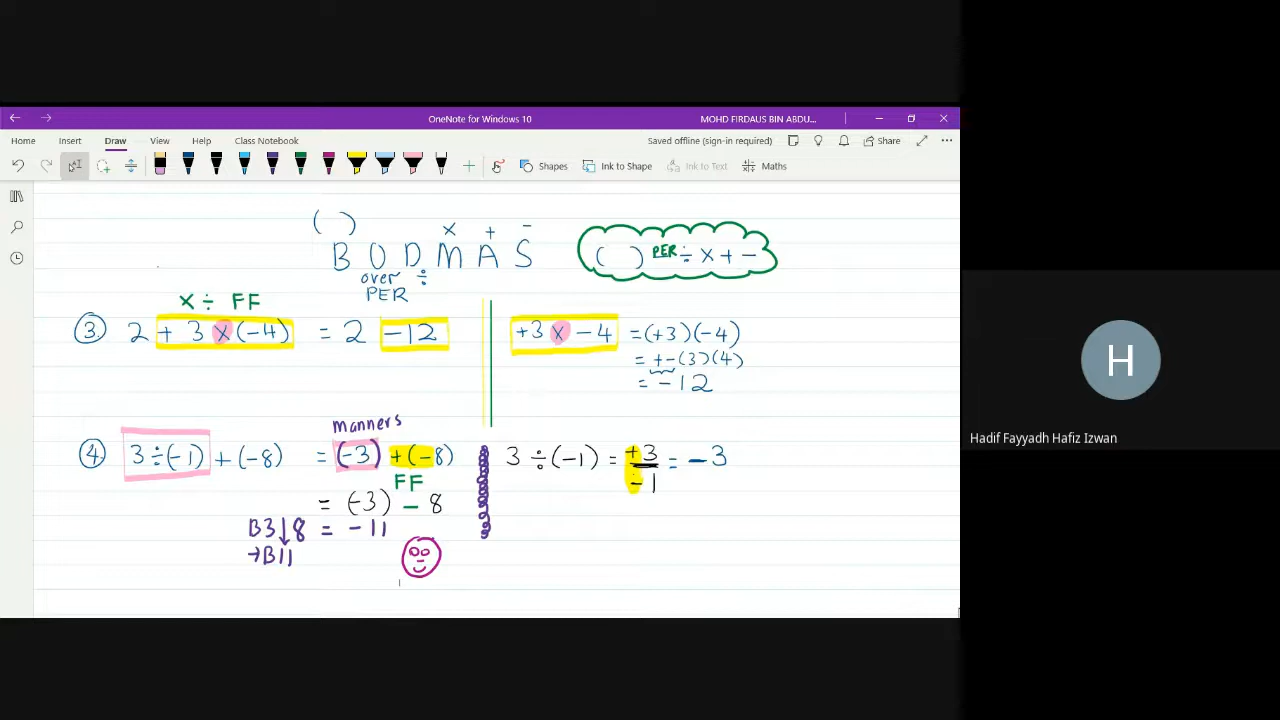 OneNote for Windows 10
MOHD FIRDAUS BIN ABDU...
Home Insert Draw View Help Class Notebook
Saved offline (sign-in required) Share
Shapes Ink to Shape Ink to Text Maths
( ) × + −
B O D M A S
over ÷
PER
( ) PER ÷ × + −
× ÷ FF
③ 2 + 3 × (-4) = 2 -12
+3 × -4 = (+3)(-4)
= +-(3)(4)
= -12
manners
④ 3 ÷ (-1) + (-8) = (-3) + (-8)
FF
= (-3) - 8
B3↓8 = -11
→B11
3 ÷ (-1) = +3/-1 = -3
H
Hadif Fayyadh Hafiz Izwan